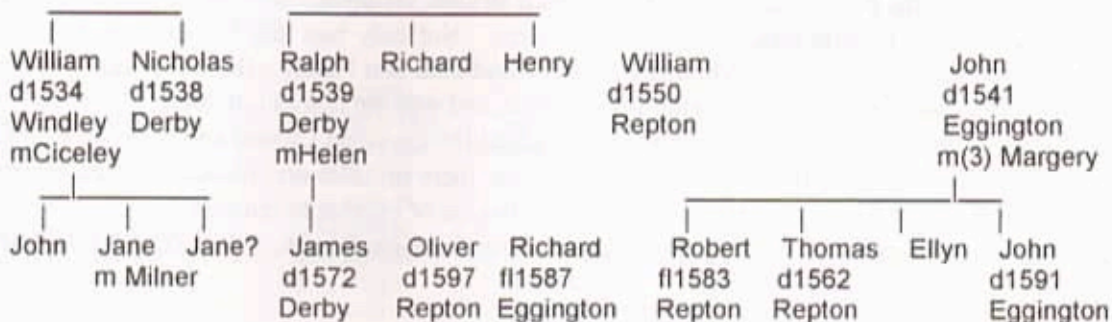 William Nicholas Ralph Richard Henry William John
d1534 d1538 d1539 d1550 d1541
Windley Derby Derby Repton Eggington
mCiceley mHelen m(3) Margery
John Jane Jane? James Oliver Richard Robert Thomas Ellyn John
m Milner d1572 d1597 fl1587 fl1583 d1562 d1591
Derby Repton Eggington Repton Repton Eggington